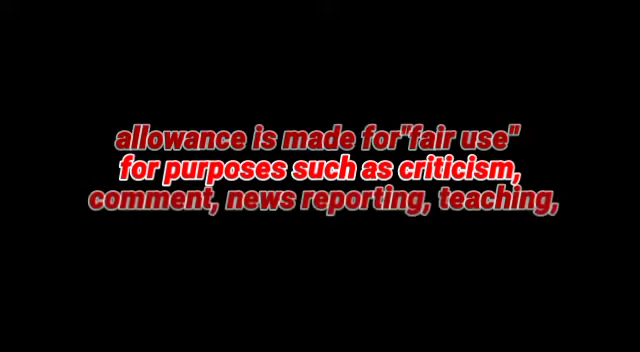 allowance is made for"fair use"
for purposes such as criticism,
comment, news reporting, teaching,